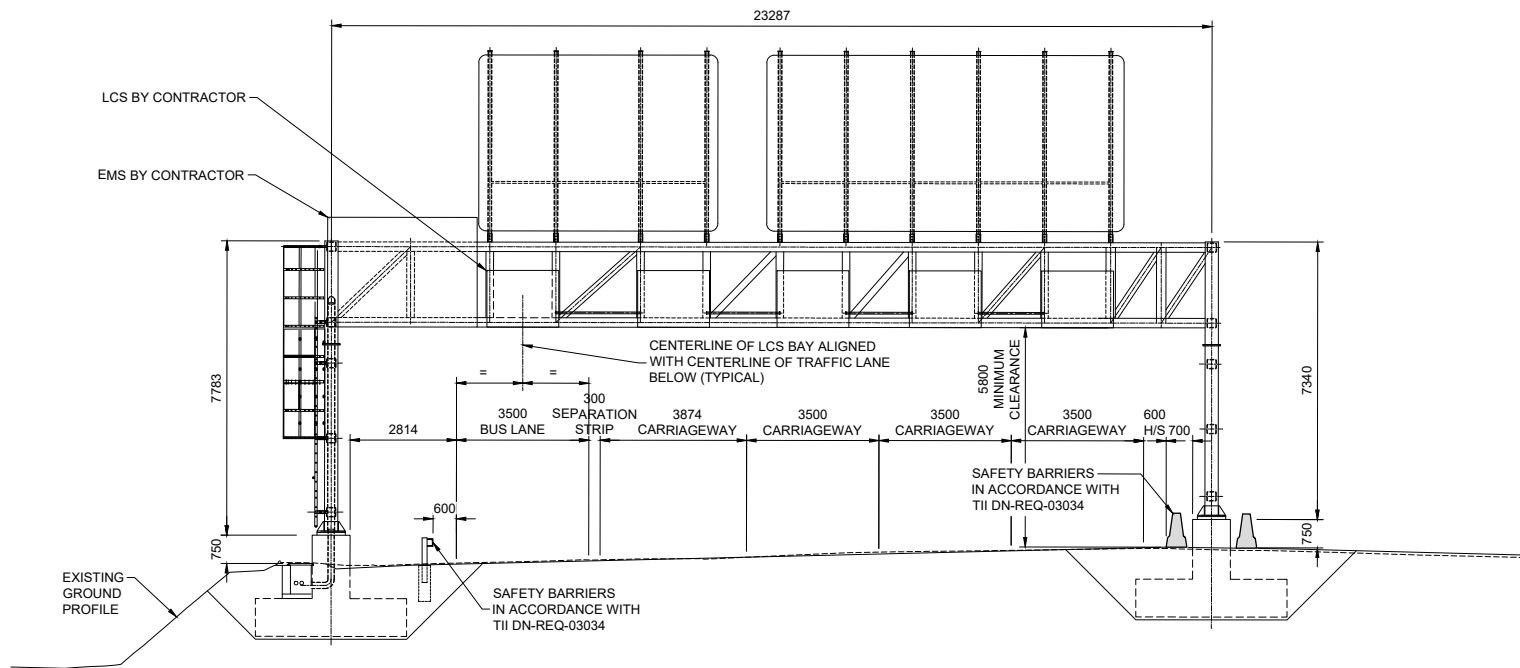 23287
LCS BY CONTRACTOR
EMS BY CONTRACTOR
CENTERLINE OF LCS BAY ALIGNED
WITH CENTERLINE OF TRAFFIC LANE
BELOW (TYPICAL)
5800
MINIMUM
CLEARANCE
7783
7340
= =
2814
3500
BUS LANE
300
SEPARATION
STRIP
3874
CARRIAGEWAY
3500
CARRIAGEWAY
3500
CARRIAGEWAY
3500
CARRIAGEWAY
600
H/S
700
SAFETY BARRIERS
IN ACCORDANCE WITH
TII DN-REQ-03034
600
750
750
EXISTING
GROUND
PROFILE
SAFETY BARRIERS
IN ACCORDANCE WITH
TII DN-REQ-03034